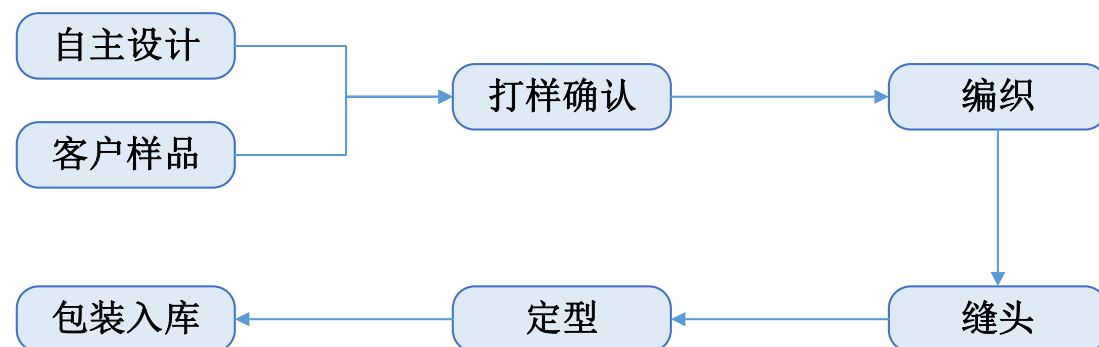 自主设计
客户样品
打样确认
编织
缝头
定型
包装入库